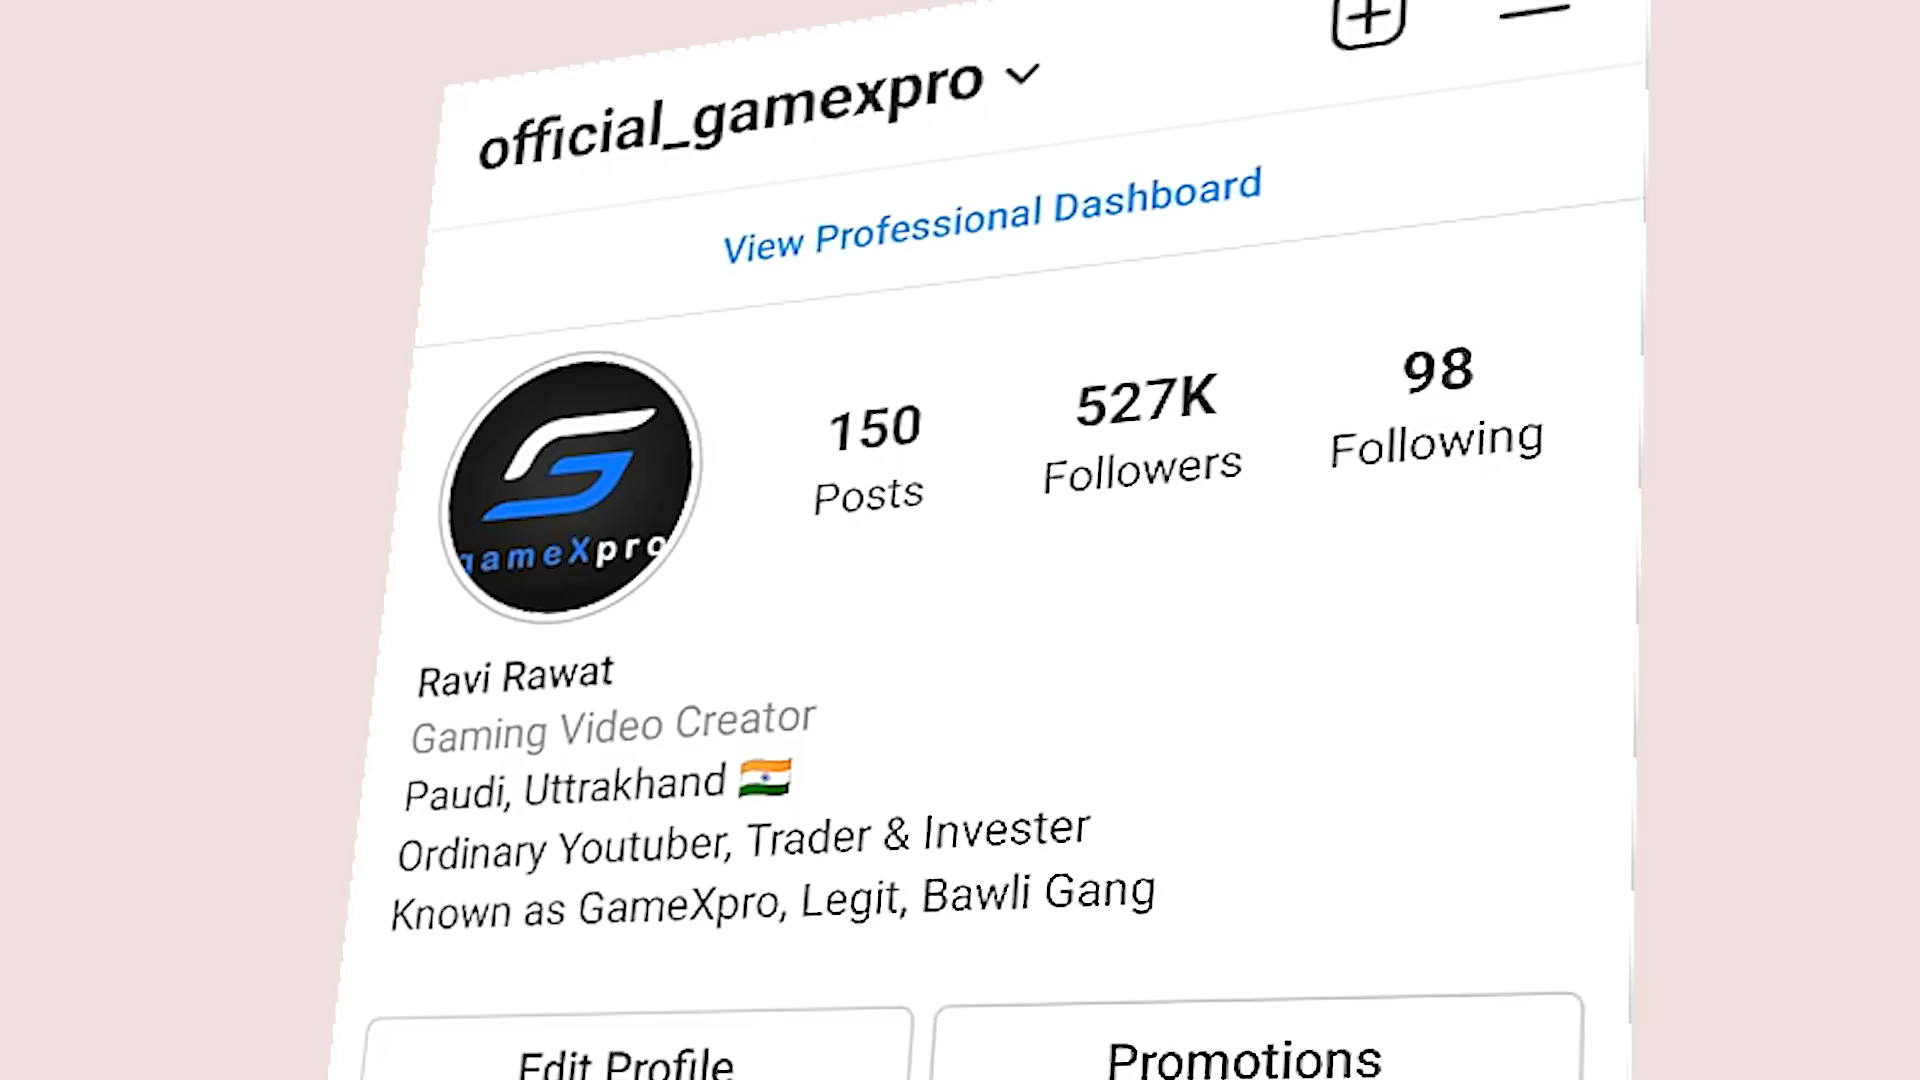 official_gamexpro
View Professional Dashboard
150
Posts
527K
Followers
98
Following
gameXpro
Ravi Rawat
Gaming Video Creator
Paudi, Uttrakhand 🇮🇳
Ordinary Youtuber, Trader & Invester
Known as GameXpro, Legit, Bawli Gang
Edit Profile
Promotions